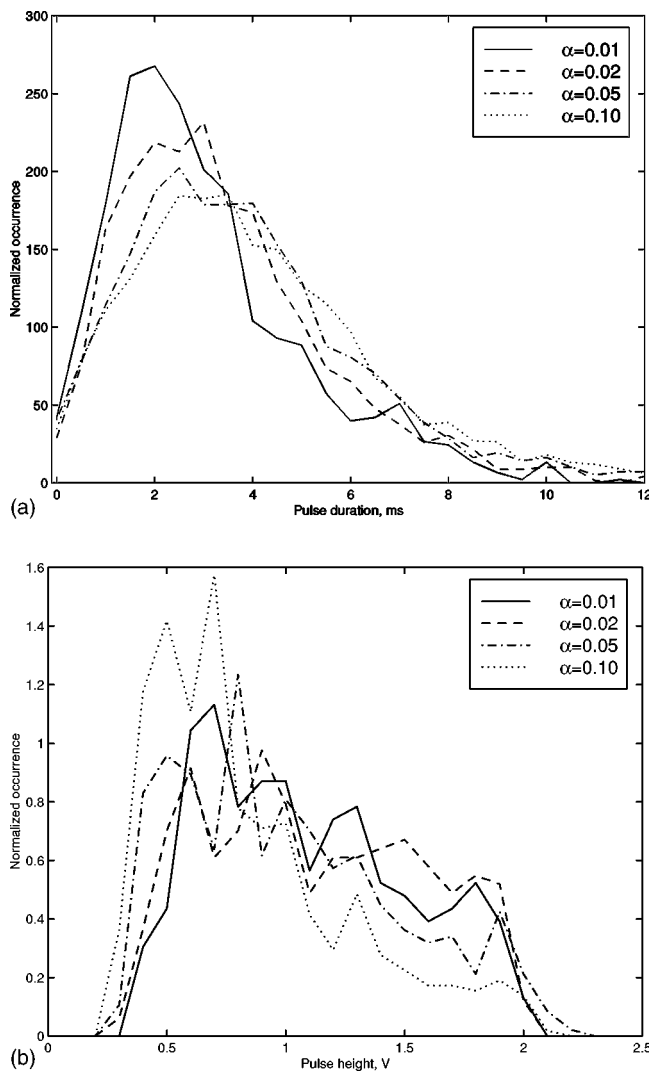 300
250
200
150
100
50
0
Normalized occurrence
α=0.01
α=0.02
α=0.05
α=0.10
0 2 4 6 8 10 12
Pulse duration, ms
(a)
1.6
1.4
1.2
1
0.8
0.6
0.4
0.2
0
Normalized occurrence
α=0.01
α=0.02
α=0.05
α=0.10
0 0.5 1 1.5 2 2.5
Pulse height, V
(b)